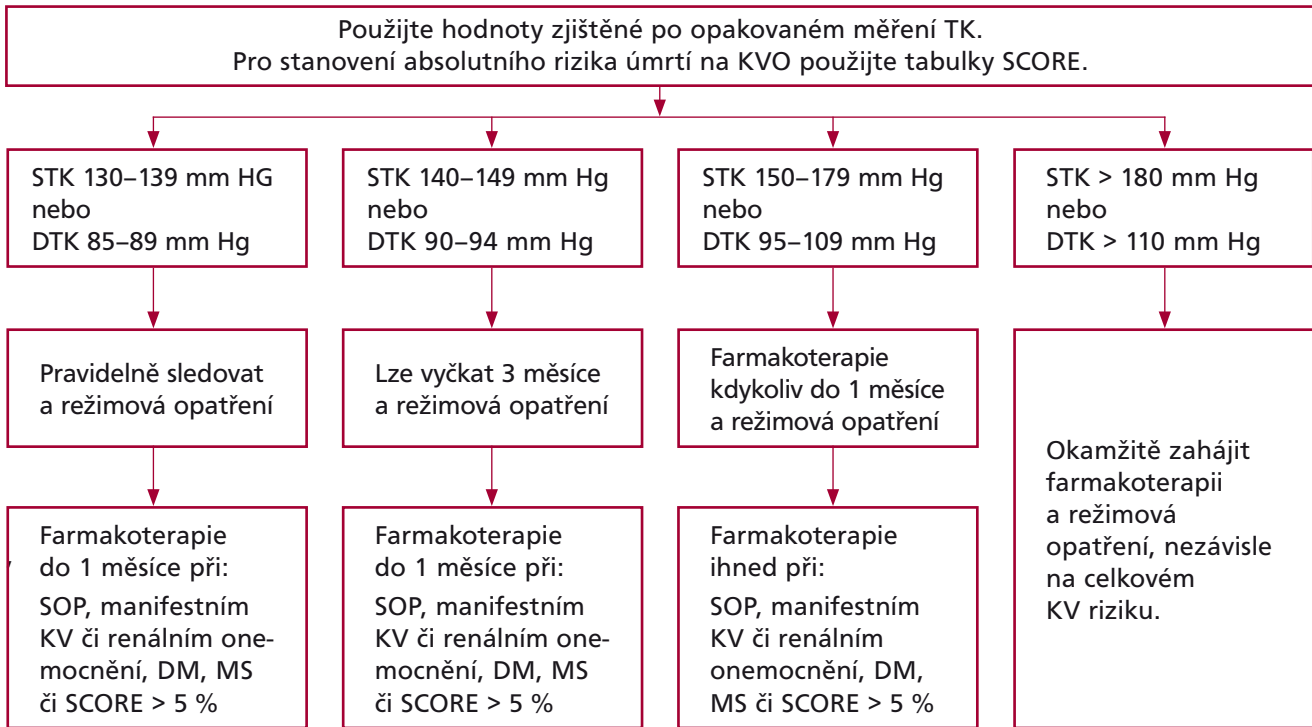 Použijte hodnoty zjištěné po opakovaném měření TK.
Pro stanovení absolutního rizika úmrtí na KVO použijte tabulky SCORE.
STK 130–139 mm HG
nebo
DTK 85–89 mm Hg
STK 140–149 mm Hg
nebo
DTK 90–94 mm Hg
STK 150–179 mm Hg
nebo
DTK 95–109 mm Hg
STK > 180 mm Hg
nebo
DTK > 110 mm Hg
Pravidelně sledovat
a režimová opatření
Lze vyčkat 3 měsíce
a režimová opatření
Farmakoterapie
kdykoliv do 1 měsíce
a režimová opatření
Okamžitě zahájit
farmakoterapii
a režimová
opatření, nezávisle
na celkovém
KV riziku.
Farmakoterapie
do 1 měsíce při:
SOP, manifestním
KV či renálním one-
mocnění, DM, MS
či SCORE > 5 %
Farmakoterapie
do 1 měsíce při:
SOP, manifestním
KV či renálním one-
mocnění, DM, MS
či SCORE > 5 %
Farmakoterapie
ihned při:
SOP, manifestním
KV či renálním
onemocnění, DM,
MS či SCORE > 5 %